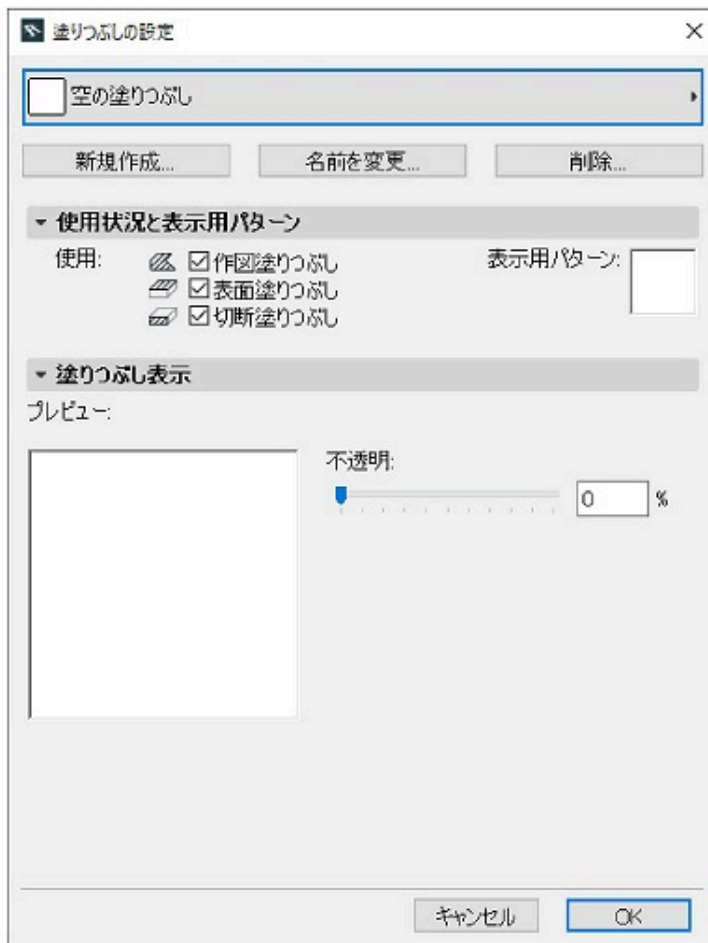 塗りつぶしの設定
空の塗りつぶし
新規作成... 名前を変更... 削除...
使用状況と表示用パターン
使用: 作図塗りつぶし 表示用パターン:
表面塗りつぶし
切断塗りつぶし
塗りつぶし表示
プレビュー:
不透明:
0 %
キャンセル OK